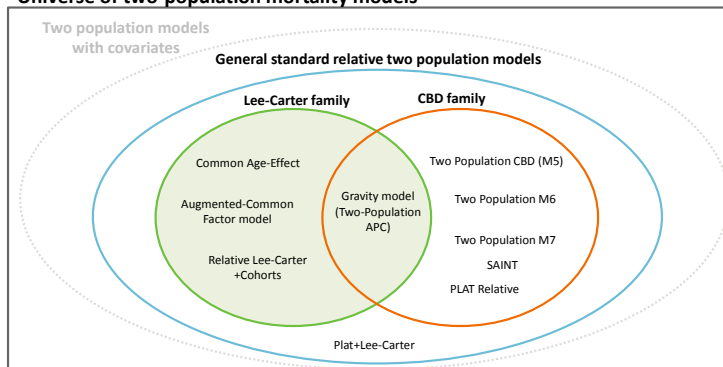 Universe of two-population mortality models
Two population models
with covariates
General standard relative two population models
Lee-Carter family
CBD family
Common Age-Effect
Augmented-Common
Factor model
Relative Lee-Carter
+Cohorts
Gravity model
(Two-Population
APC)
Two Population CBD (M5)
Two Population M6
Two Population M7
SAINT
PLAT Relative
Plat+Lee-Carter